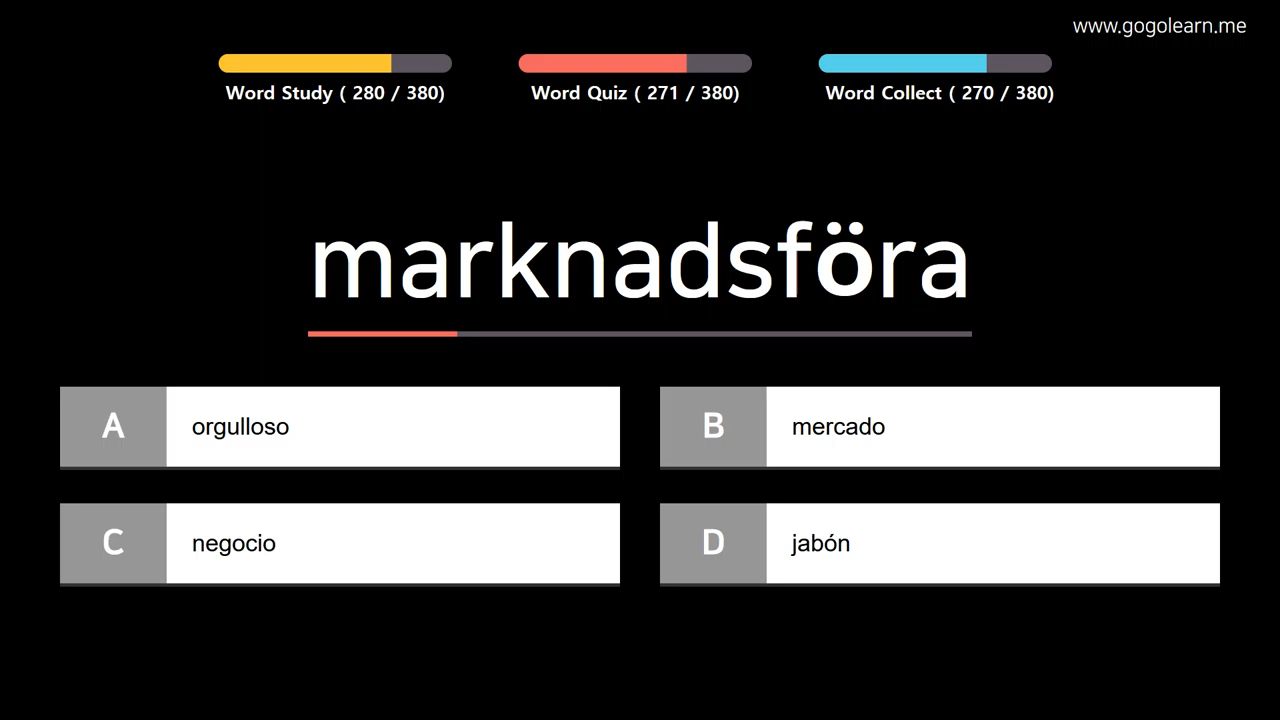 www.gogolearn.me
Word Study ( 280 / 380)
Word Quiz ( 271 / 380)
Word Collect ( 270 / 380)
marknadsföra
A orgulloso
B mercado
C negocio
D jabón